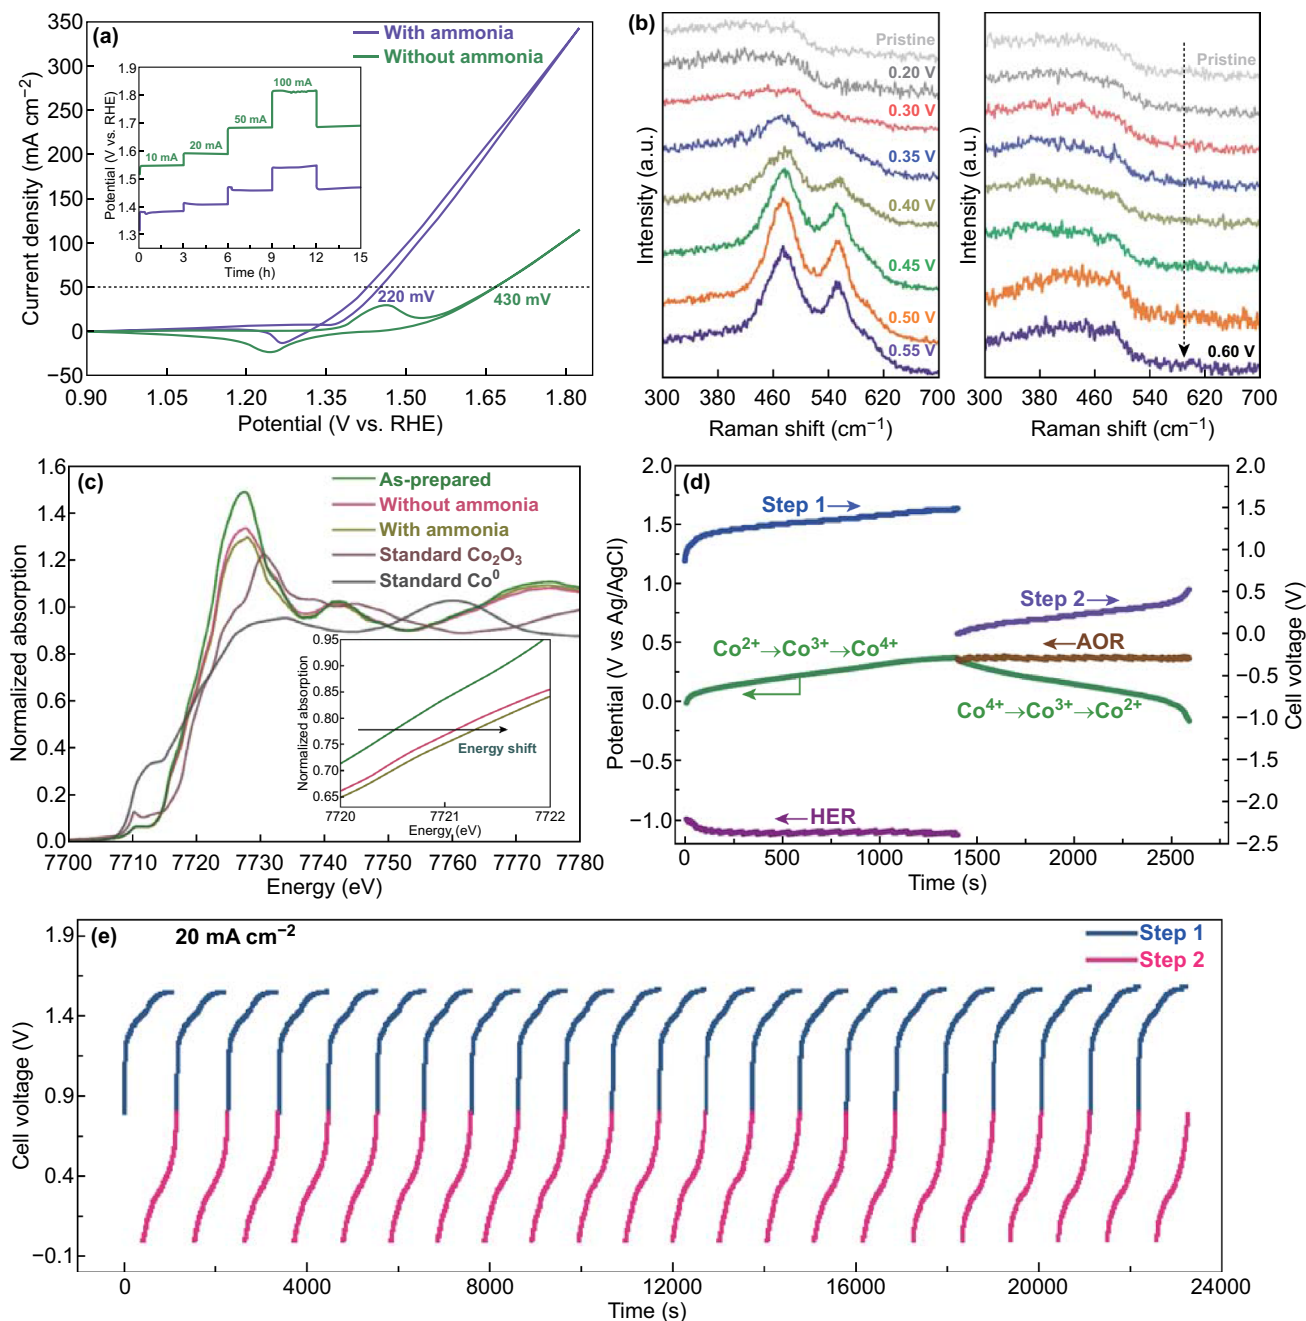 (a)
With ammonia
Without ammonia
Current density (mA cm⁻²)
350
300
250
200
150
100
50
0
−50
0.90 1.05 1.20 1.35 1.50 1.65 1.80
Potential (V vs. RHE)
220 mV
430 mV
Potential (V vs. RHE)
1.9
1.8
1.7
1.6
1.5
1.4
1.3
10 mA
20 mA
50 mA
100 mA
0 3 6 9 12 15
Time (h)
(b)
Intensity (a.u.)
Pristine
0.20 V
0.30 V
0.35 V
0.40 V
0.45 V
0.50 V
0.55 V
300 380 460 540 620 700
Raman shift (cm⁻¹)
Intensity (a.u.)
Pristine
0.60 V
300 380 460 540 620 700
Raman shift (cm⁻¹)
(c)
As-prepared
Without ammonia
With ammonia
Standard Co₂O₃
Standard Co⁰
Normalized absorption
1.6
1.4
1.2
1.0
0.8
0.6
0.4
0.2
0.0
7700 7710 7720 7730 7740 7750 7760 7770 7780
Energy (eV)
Normalized absorption
0.95
0.90
0.85
0.80
0.75
0.70
0.65
Energy shift
7720 7721 7722
Energy (eV)
(d)
Potential (V vs Ag/AgCl)
2.0
1.5
1.0
0.5
0.0
−0.5
−1.0
Step 1→
Step 2→
←AOR
Co²⁺→Co³⁺→Co⁴⁺
Co⁴⁺→Co³⁺→Co²⁺
←HER
2.0
1.5
1.0
0.5
0.0
−0.5
−1.0
−1.5
−2.0
−2.5
Cell voltage (V)
0 500 1000 1500 2000 2500
Time (s)
(e)
20 mA cm⁻²
Step 1
Step 2
Cell voltage (V)
1.9
1.4
0.9
0.4
−0.1
0 4000 8000 12000 16000 20000 24000
Time (s)